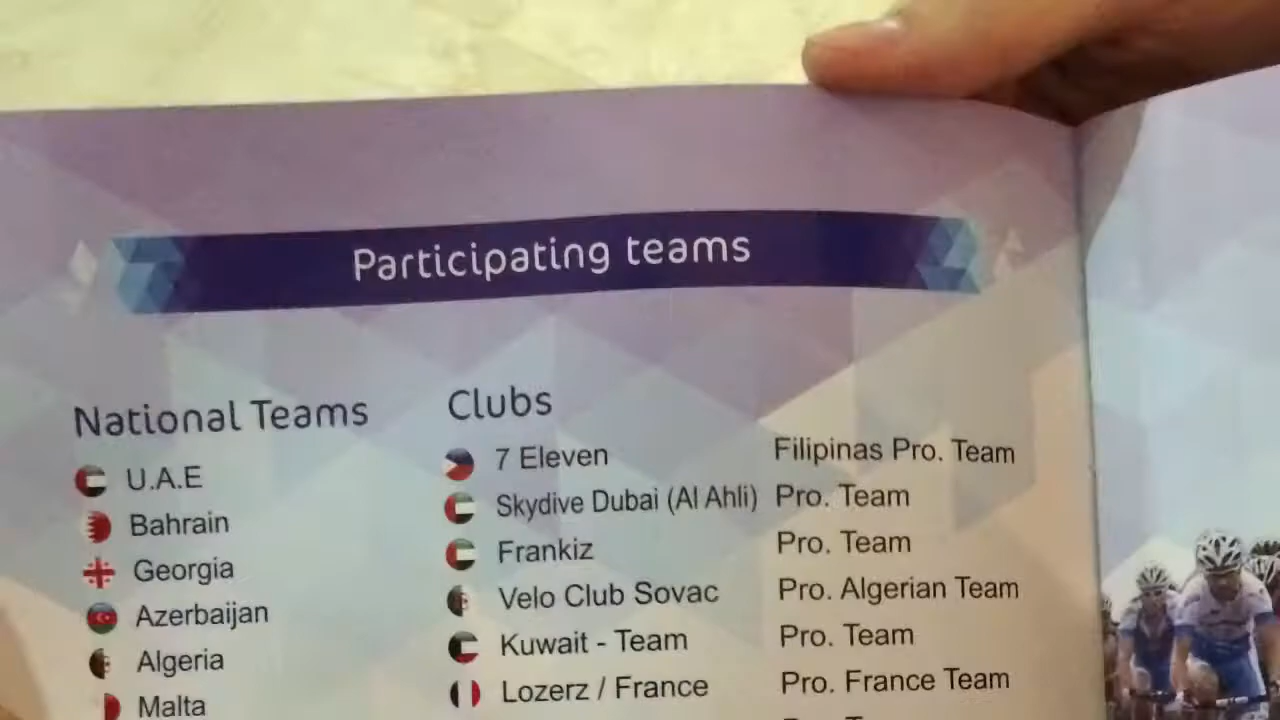 Participating teams
National Teams
U.A.E
Bahrain
Georgia
Azerbaijan
Algeria
Malta
Clubs
7 Eleven Filipinas Pro. Team
Skydive Dubai (Al Ahli) Pro. Team
Frankiz Pro. Team
Velo Club Sovac Pro. Algerian Team
Kuwait - Team Pro. Team
Lozerz / France Pro. France Team